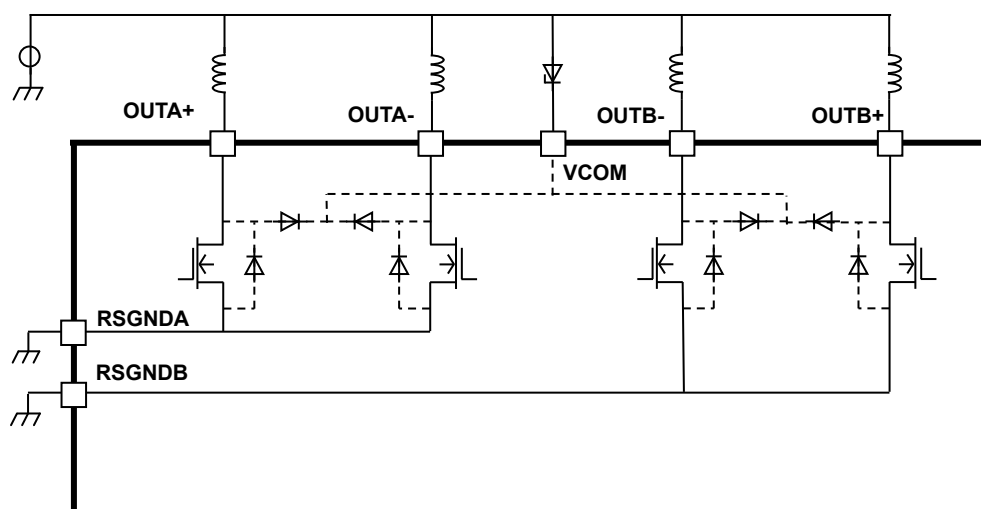 OUTA+
OUTA-
OUTB-
OUTB+
VCOM
RSGNDA
RSGNDB